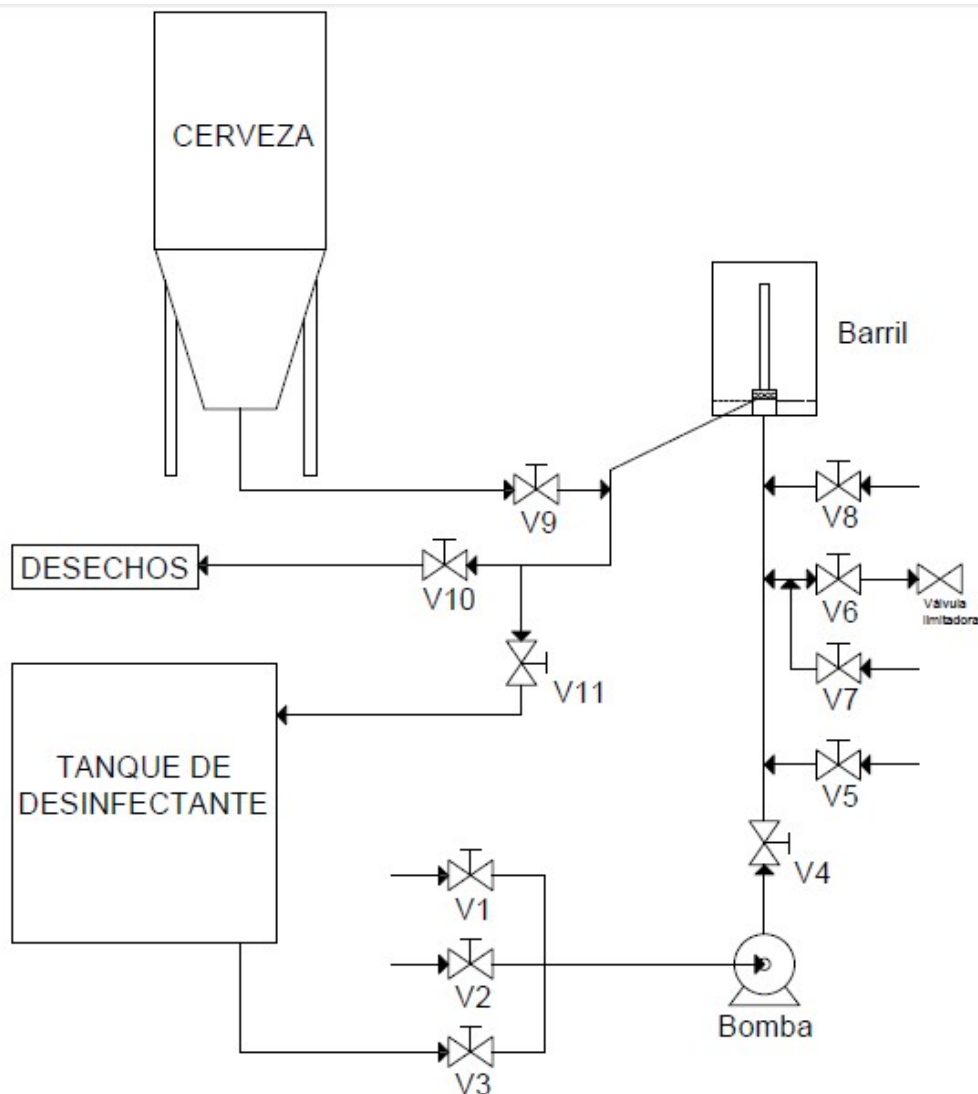 CERVEZA
Barril
V9
V8
DESECHOS
V10
V6
Válvula
limitadora
V11
V7
TANQUE DE
DESINFECTANTE
V5
V4
V1
V2
Bomba
V3